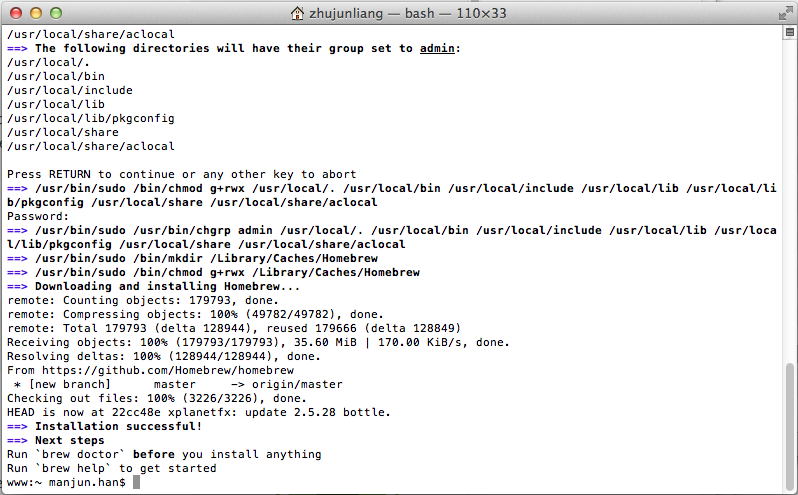 zhujunliang — bash — 110×33
/usr/local/share/aclocal
==> The following directories will have their group set to admin:
/usr/local/.
/usr/local/bin
/usr/local/include
/usr/local/lib
/usr/local/lib/pkgconfig
/usr/local/share
/usr/local/share/aclocal
Press RETURN to continue or any other key to abort
==> /usr/bin/sudo /bin/chmod g+rwx /usr/local/. /usr/local/bin /usr/local/include /usr/local/lib /usr/local/li
b/pkgconfig /usr/local/share /usr/local/share/aclocal
Password:
==> /usr/bin/sudo /usr/bin/chgrp admin /usr/local/. /usr/local/bin /usr/local/include /usr/local/lib /usr/loca
l/lib/pkgconfig /usr/local/share /usr/local/share/aclocal
==> /usr/bin/sudo /bin/mkdir /Library/Caches/Homebrew
==> /usr/bin/sudo /bin/chmod g+rwx /Library/Caches/Homebrew
==> Downloading and installing Homebrew...
remote: Counting objects: 179793, done.
remote: Compressing objects: 100% (49782/49782), done.
remote: Total 179793 (delta 128944), reused 179666 (delta 128849)
Receiving objects: 100% (179793/179793), 35.60 MiB | 170.00 KiB/s, done.
Resolving deltas: 100% (128944/128944), done.
From https://github.com/Homebrew/homebrew
 * [new branch]      master     -> origin/master
Checking out files: 100% (3226/3226), done.
HEAD is now at 22cc48e xplanetfx: update 2.5.28 bottle.
==> Installation successful!
==> Next steps
Run `brew doctor` before you install anything
Run `brew help` to get started
www:~ manjun.han$